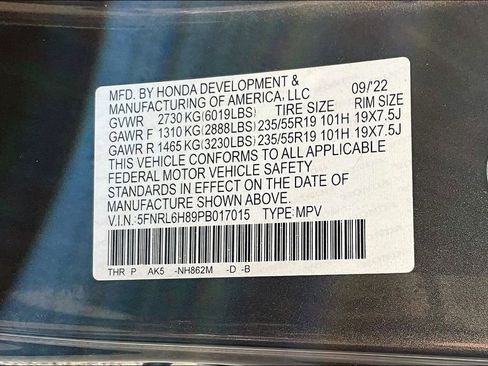 MFD. BY HONDA DEVELOPMENT &
MANUFACTURING OF AMERICA, LLC 09/'22
GVWR 2730 KG(6019LBS) TIRE SIZE RIM SIZE
GAWR F 1310 KG(2888LBS) 235/55R19 101H 19X7.5J
GAWR R 1465 KG(3230LBS) 235/55R19 101H 19X7.5J
THIS VEHICLE CONFORMS TO ALL APPLICABLE
FEDERAL MOTOR VEHICLE SAFETY
STANDARDS IN EFFECT ON THE DATE OF
MANUFACTURE SHOWN ABOVE.
V.I.N.:5FNRL6H89PB017015 TYPE:MPV
THR P AK5 -NH862M -D -B